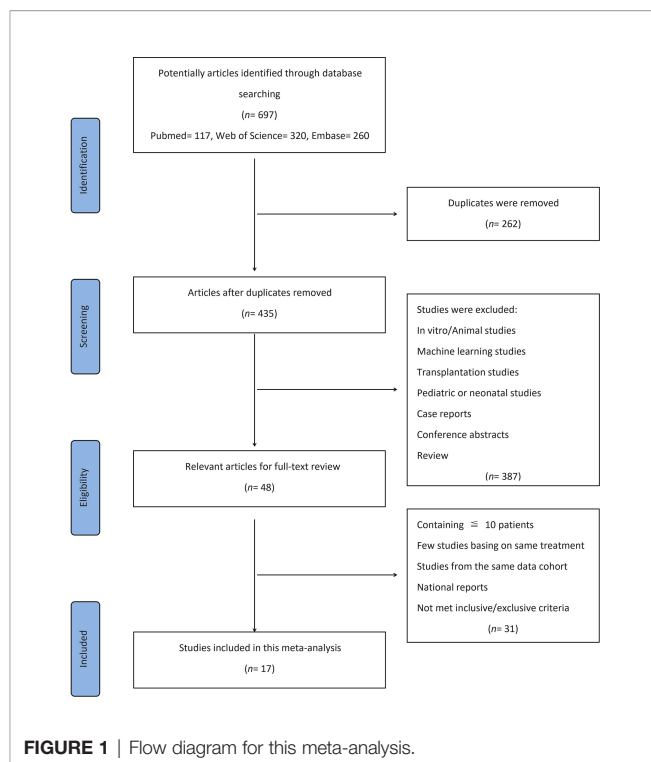 Potentially articles identified through database
searching
(n= 697)
Pubmed= 117, Web of Science= 320, Embase= 260
Identification
Duplicates were removed
(n= 262)
Articles after duplicates removed
(n= 435)
Screening
Studies were excluded:
In vitro/Animal studies
Machine learning studies
Transplantation studies
Pediatric or neonatal studies
Case reports
Conference abstracts
Review
(n= 387)
Relevant articles for full-text review
(n= 48)
Eligibility
Containing ≦ 10 patients
Few studies basing on same treatment
Studies from the same data cohort
National reports
Not met inclusive/exclusive criteria
(n= 31)
Studies included in this meta-analysis
(n= 17)
Included
FIGURE 1 | Flow diagram for this meta-analysis.